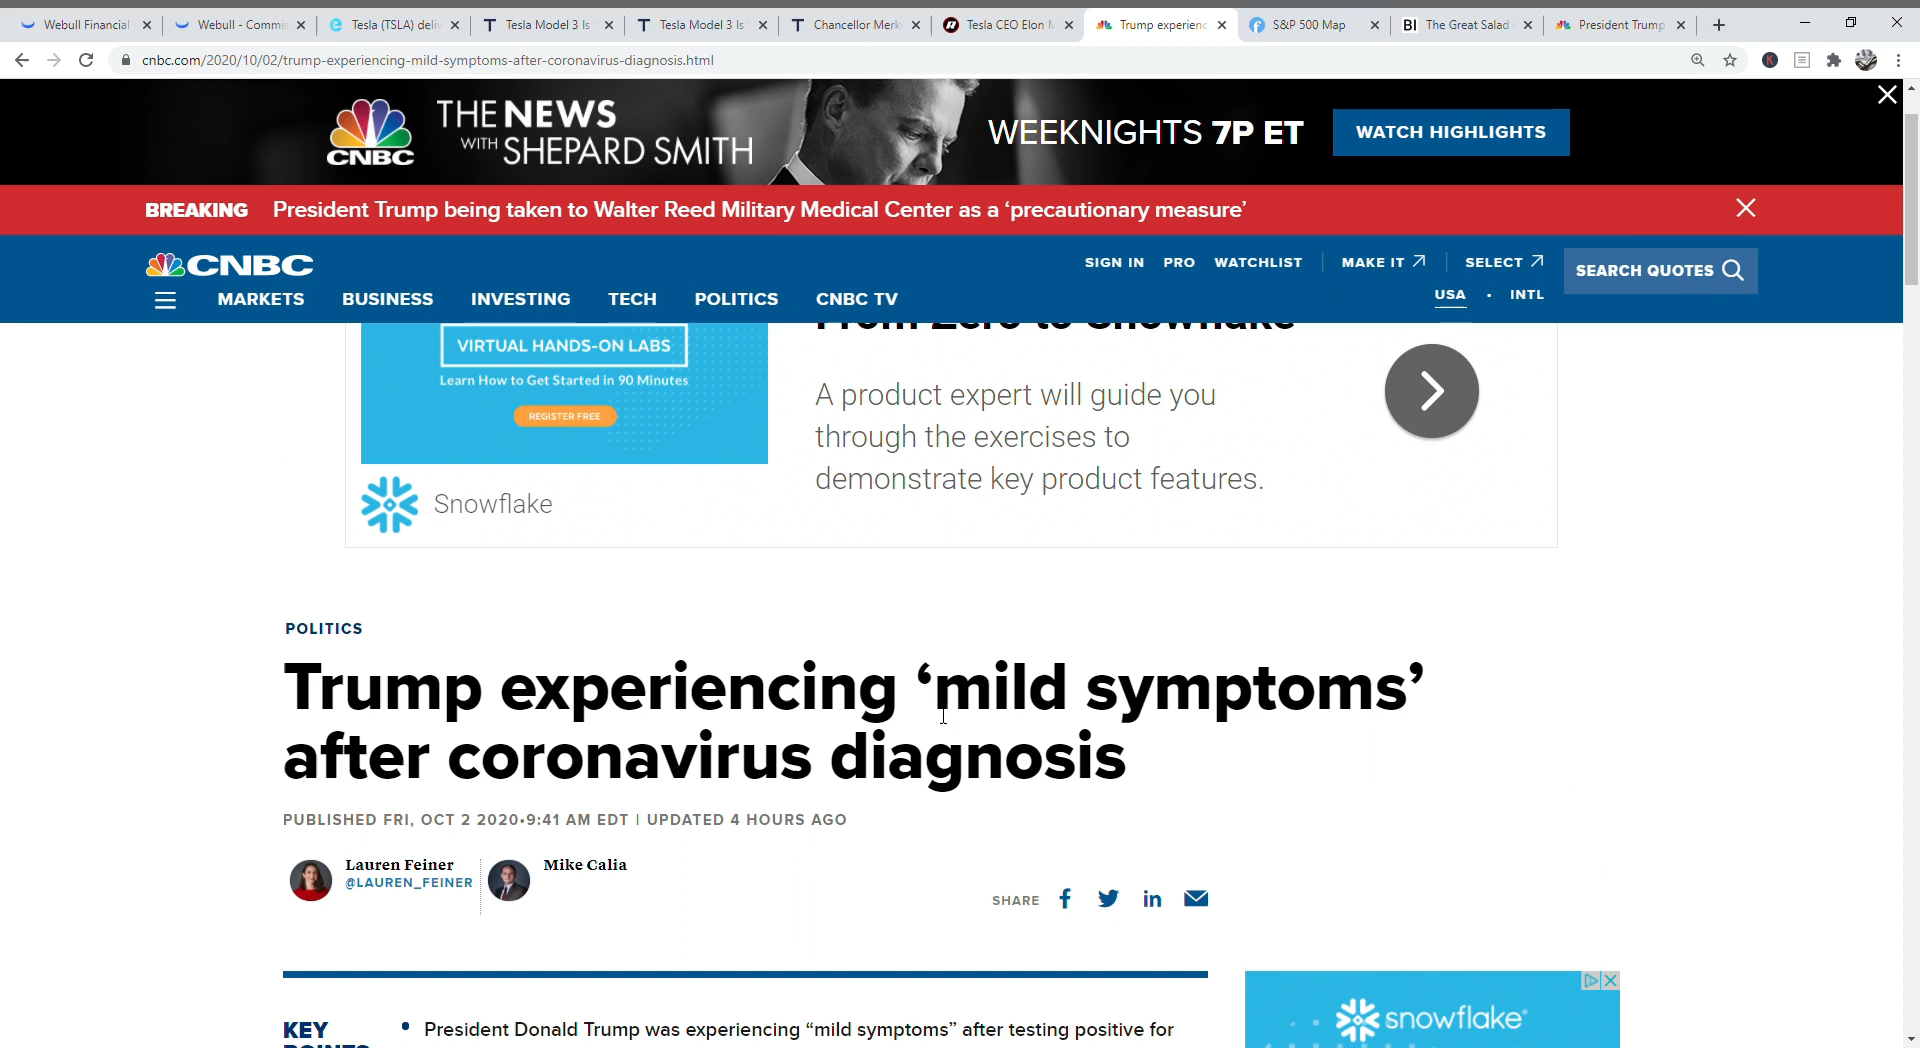 Webull Financial
Webull - Commis
Tesla (TSLA) deliv
Tesla Model 3 Is
Tesla Model 3 Is
Chancellor Merk
Tesla CEO Elon M
Trump experienc
S&P 500 Map
The Great Salad
President Trump
cnbc.com/2020/10/02/trump-experiencing-mild-symptoms-after-coronavirus-diagnosis.html
CNBC
THE NEWS
WITH SHEPARD SMITH
WEEKNIGHTS 7P ET
WATCH HIGHLIGHTS
BREAKING President Trump being taken to Walter Reed Military Medical Center as a ‘precautionary measure’
CNBC
SIGN IN PRO WATCHLIST MAKE IT SELECT
SEARCH QUOTES
USA • INTL
MARKETS BUSINESS INVESTING TECH POLITICS CNBC TV
From Zero to Snowflake
VIRTUAL HANDS-ON LABS
Learn How to Get Started in 90 Minutes
REGISTER FREE
A product expert will guide you
through the exercises to
demonstrate key product features.
Snowflake
POLITICS
Trump experiencing ‘mild symptoms’
after coronavirus diagnosis
PUBLISHED FRI, OCT 2 2020•9:41 AM EDT | UPDATED 4 HOURS AGO
Lauren Feiner
@LAUREN_FEINER
Mike Calia
SHARE
KEY
POINTS
• President Donald Trump was experiencing “mild symptoms” after testing positive for
snowflake